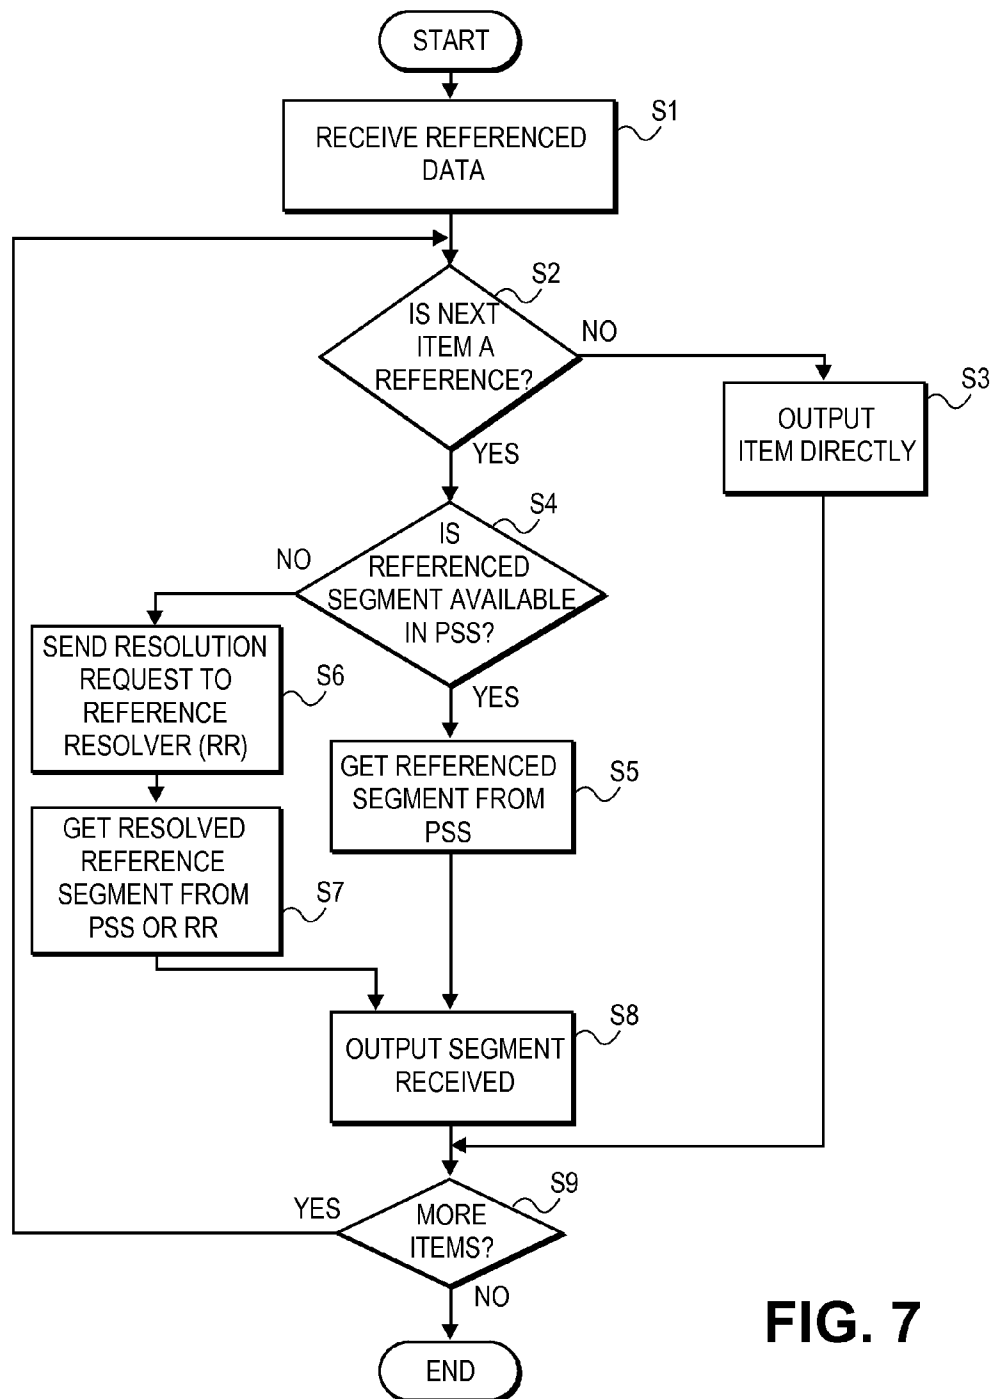 START
RECEIVE REFERENCED
DATA
S1
S2
IS NEXT
ITEM A
REFERENCE?
NO
YES
S3
OUTPUT
ITEM DIRECTLY
S4
IS
REFERENCED
SEGMENT AVAILABLE
IN PSS?
NO
YES
SEND RESOLUTION
REQUEST TO
REFERENCE
RESOLVER (RR)
S6
GET REFERENCED
SEGMENT FROM
PSS
S5
GET RESOLVED
REFERENCE
SEGMENT FROM
PSS OR RR
S7
OUTPUT SEGMENT
RECEIVED
S8
S9
MORE
ITEMS?
YES
NO
END
FIG. 7